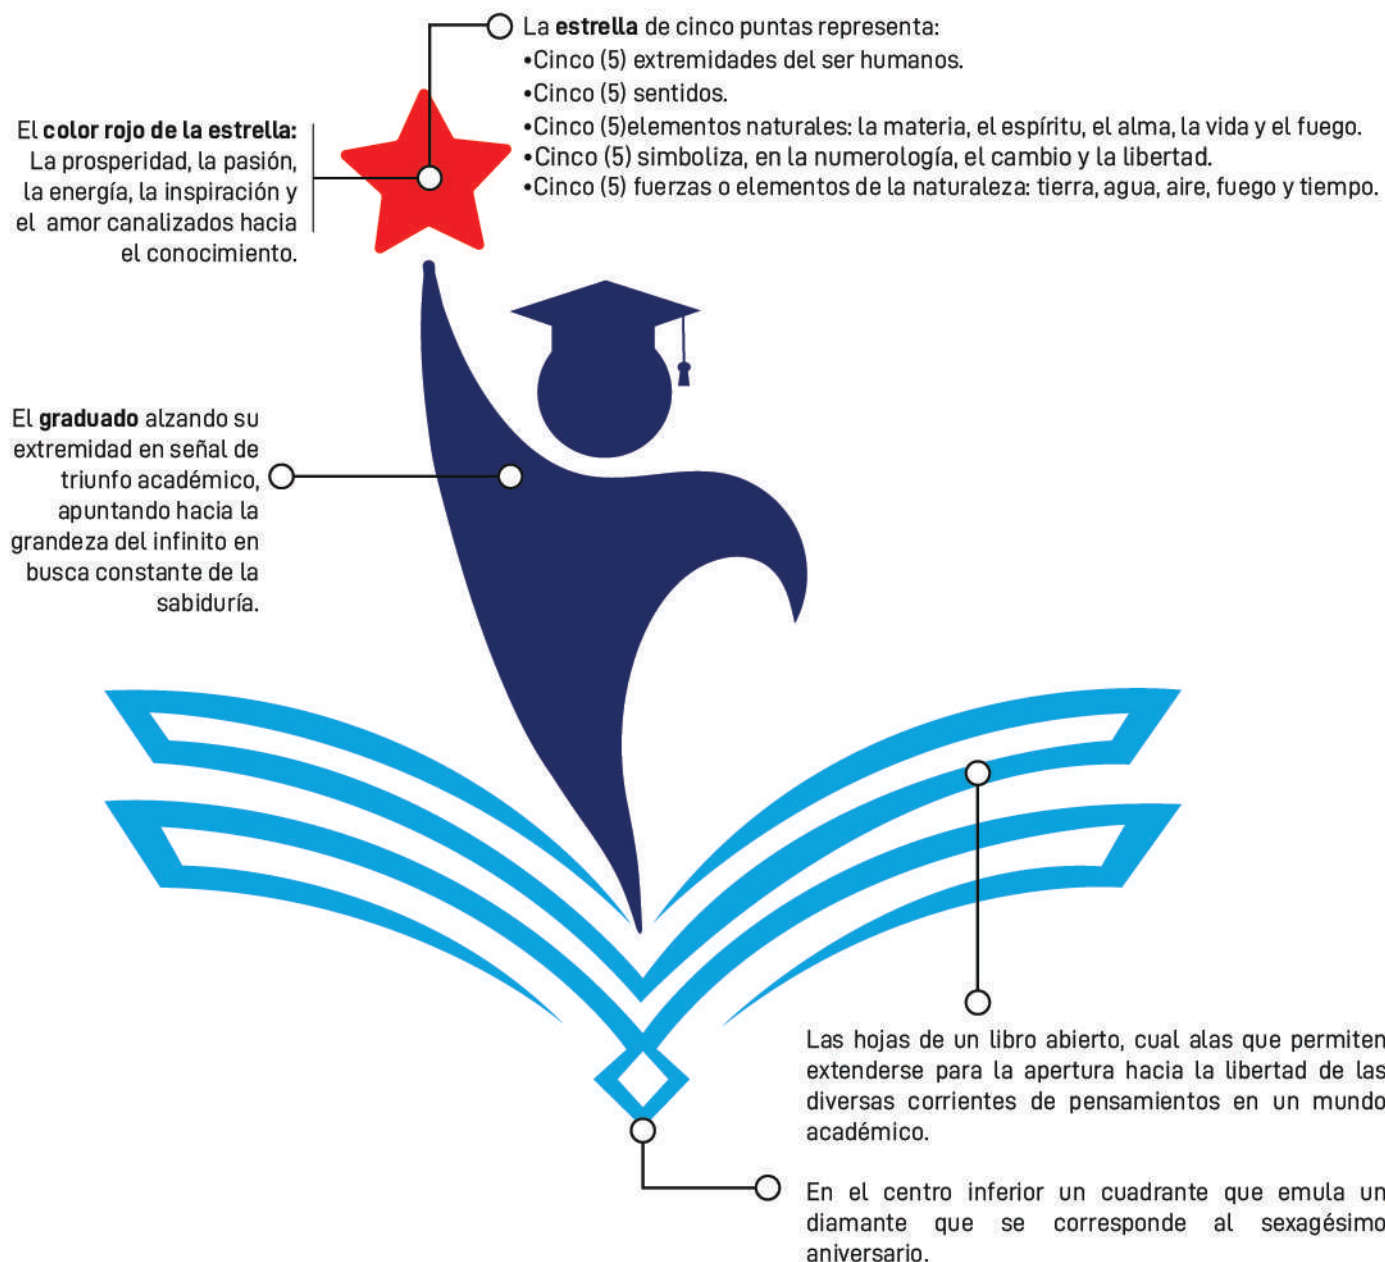 La estrella de cinco puntas representa:
•Cinco (5) extremidades del ser humanos.
•Cinco (5) sentidos.
•Cinco (5)elementos naturales: la materia, el espíritu, el alma, la vida y el fuego.
•Cinco (5) simboliza, en la numerología, el cambio y la libertad.
•Cinco (5) fuerzas o elementos de la naturaleza: tierra, agua, aire, fuego y tiempo.
El color rojo de la estrella:
La prosperidad, la pasión,
la energía, la inspiración y
el amor canalizados hacia
el conocimiento.
El graduado alzando su
extremidad en señal de
triunfo académico,
apuntando hacia la
grandeza del infinito en
busca constante de la
sabiduría.
Las hojas de un libro abierto, cual alas que permiten
extenderse para la apertura hacia la libertad de las
diversas corrientes de pensamientos en un mundo
académico.
En el centro inferior un cuadrante que emula un
diamante que se corresponde al sexagésimo
aniversario.